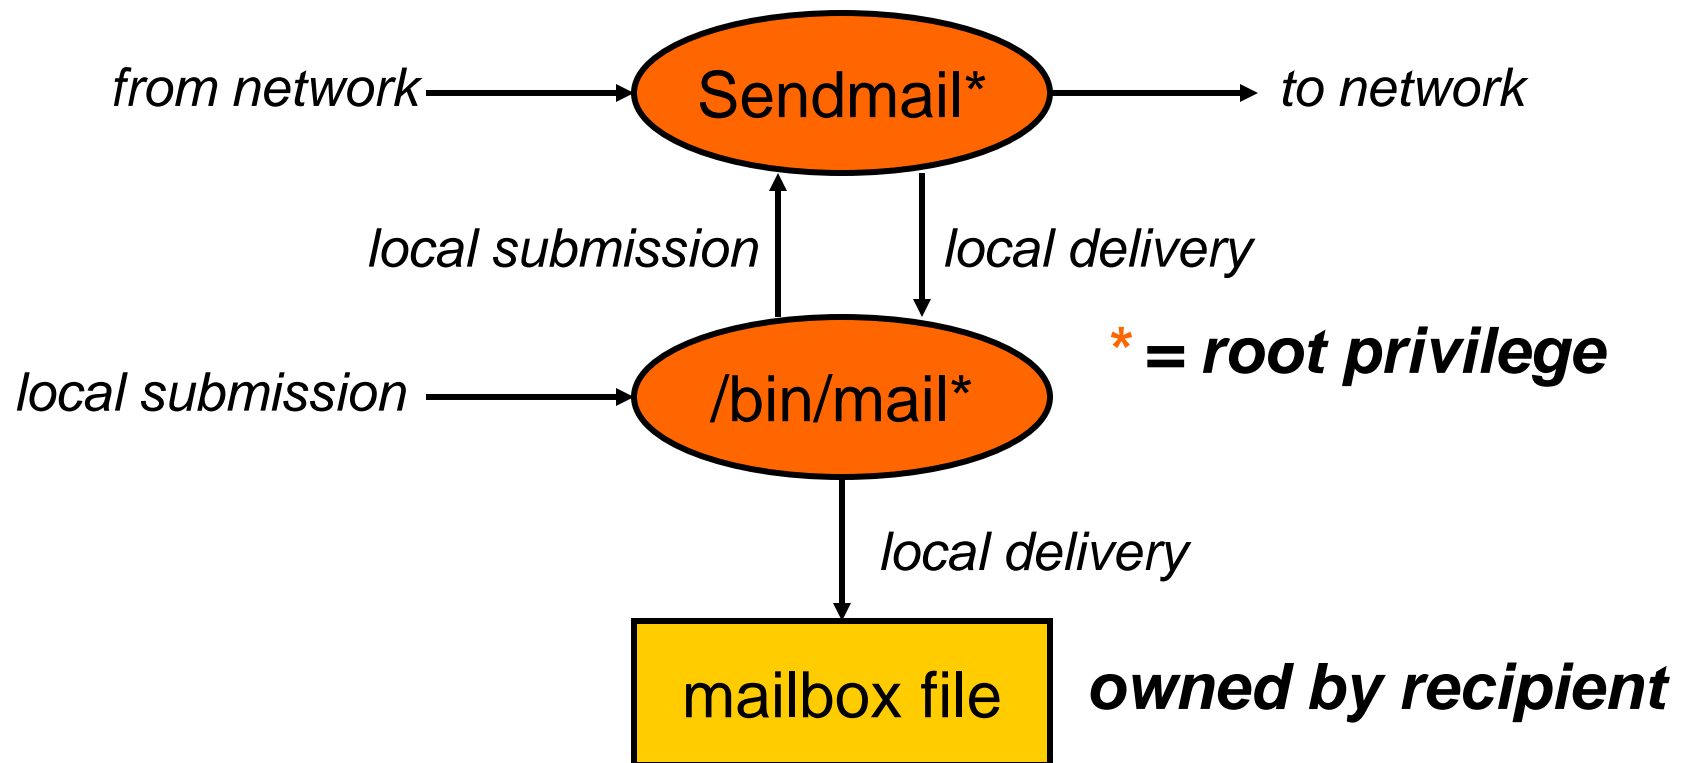 from network
Sendmail*
to network
local submission
local delivery
* = root privilege
local submission
/bin/mail*
local delivery
mailbox file
owned by recipient